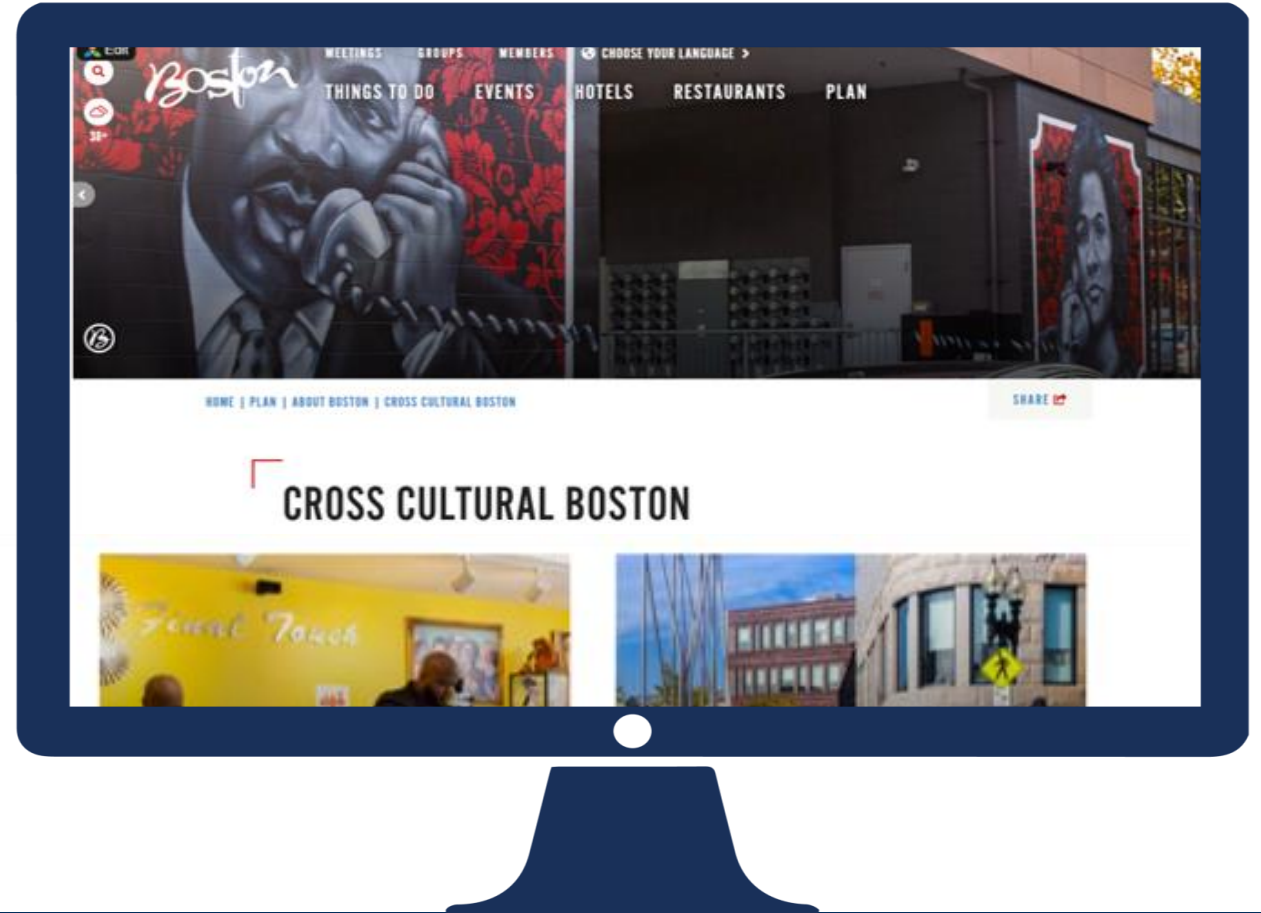 Edit
MEETINGS GROUPS MEMBERS CHOOSE YOUR LANGUAGE >
Boston
THINGS TO DO EVENTS HOTELS RESTAURANTS PLAN
38°
B
HOME | PLAN | ABOUT BOSTON | CROSS CULTURAL BOSTON
SHARE
CROSS CULTURAL BOSTON
Final Touch